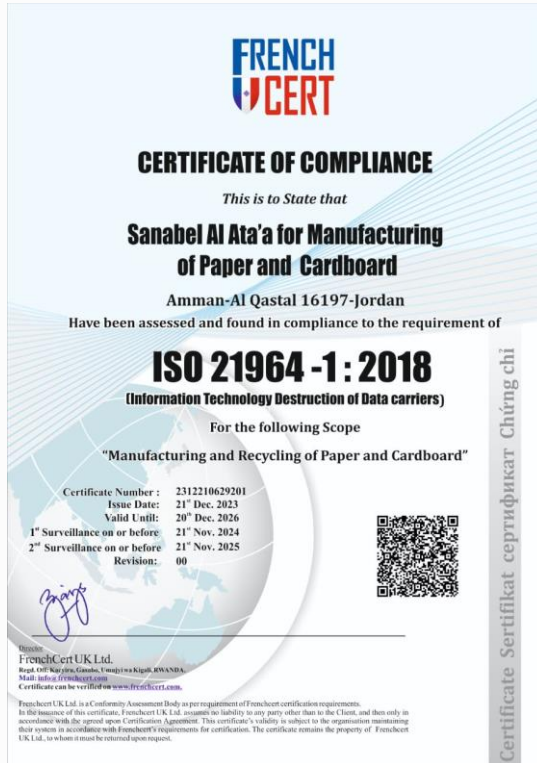 FRENCH
CERT
CERTIFICATE OF COMPLIANCE
This is to State that
Sanabel Al Ata'a for Manufacturing
of Paper and Cardboard
Amman-Al Qastal 16197-Jordan
Have been assessed and found in compliance to the requirement of
ISO 21964 -1 : 2018
(Information Technology Destruction of Data carriers)
For the following Scope
“Manufacturing and Recycling of Paper and Cardboard”
Certificate Number : 2312210629201
Issue Date: 21st Dec. 2023
Valid Until: 20th Dec. 2026
1st Surveillance on or before 21st Nov. 2024
2nd Surveillance on or before 21st Nov. 2025
Revision: 00
Director
FrenchCert UK Ltd.
Regd. Off: Karyira, Gasabo, Umujyi wa Kigali, RWANDA.
Mail: info@frenchcert.com
Certificate can be verified on www.frenchcert.com.
Frenchcert UK Ltd. is a Conformity Assessment Body as per requirement of Frenchcert certification requirements.
In the issuance of this certificate, Frenchcert UK Ltd. assumes no liability to any party other than to the Client, and then only in
accordance with the agreed upon Certification Agreement. This certificate's validity is subject to the organisation maintaining
their system in accordance with Frenchcert's requirements for certification. The certificate remains the property of Frenchcert
UK Ltd., to whom it must be returned upon request.
Certificate Sertifikat сертификат Chứng chỉ